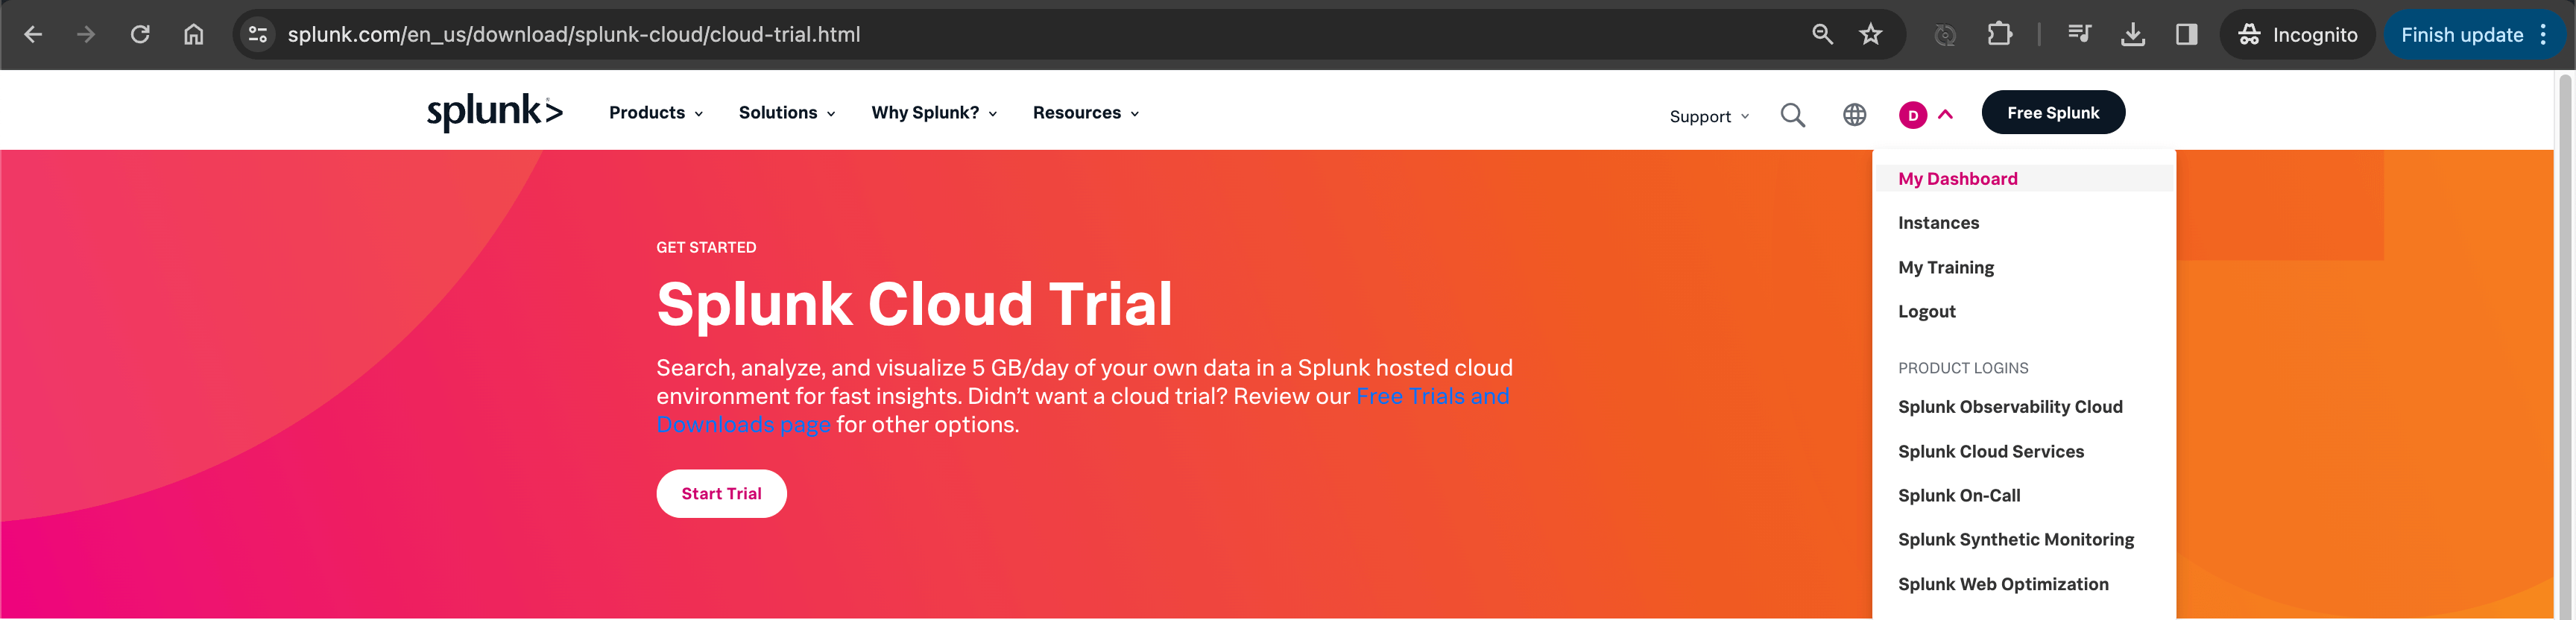 splunk.com/en_us/download/splunk-cloud/cloud-trial.html
Incognito
Finish update
splunk>
Products
Solutions
Why Splunk?
Resources
Support
D
Free Splunk
GET STARTED
Splunk Cloud Trial
Search, analyze, and visualize 5 GB/day of your own data in a Splunk hosted cloud
environment for fast insights. Didn’t want a cloud trial? Review our Free Trials and
Downloads page for other options.
Start Trial
My Dashboard
Instances
My Training
Logout
PRODUCT LOGINS
Splunk Observability Cloud
Splunk Cloud Services
Splunk On-Call
Splunk Synthetic Monitoring
Splunk Web Optimization